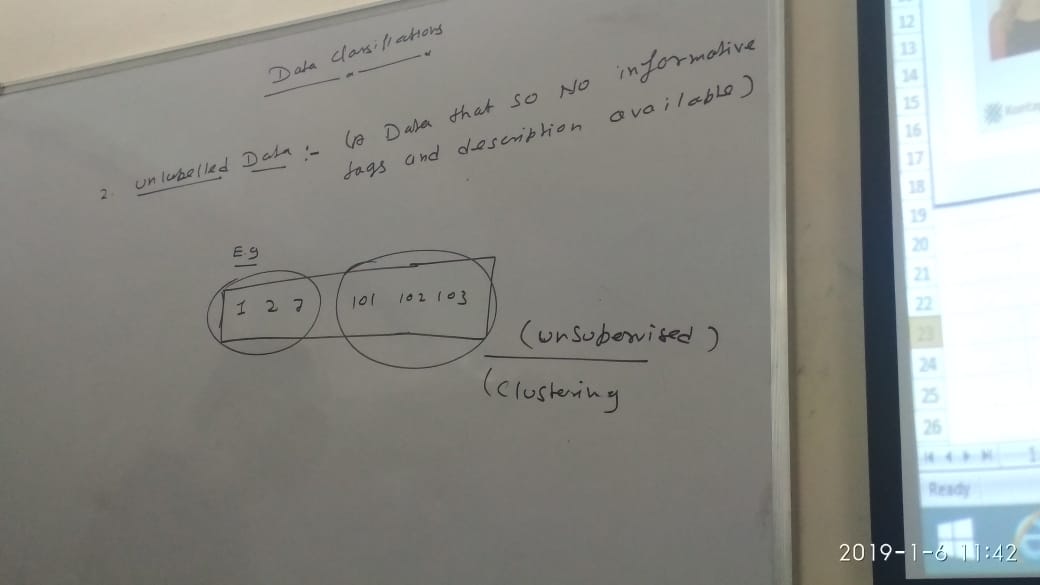 Data Classifications
2. unlabelled Data :- ( Data that so No informative
tags and description available)
E.g
1 2 7 101 102 103
(unsupervised)
(clustering
12
13
14
15
16
17
18
19
20
21
22
23
24
25
26
1
Ready
2019-1-6 11:42